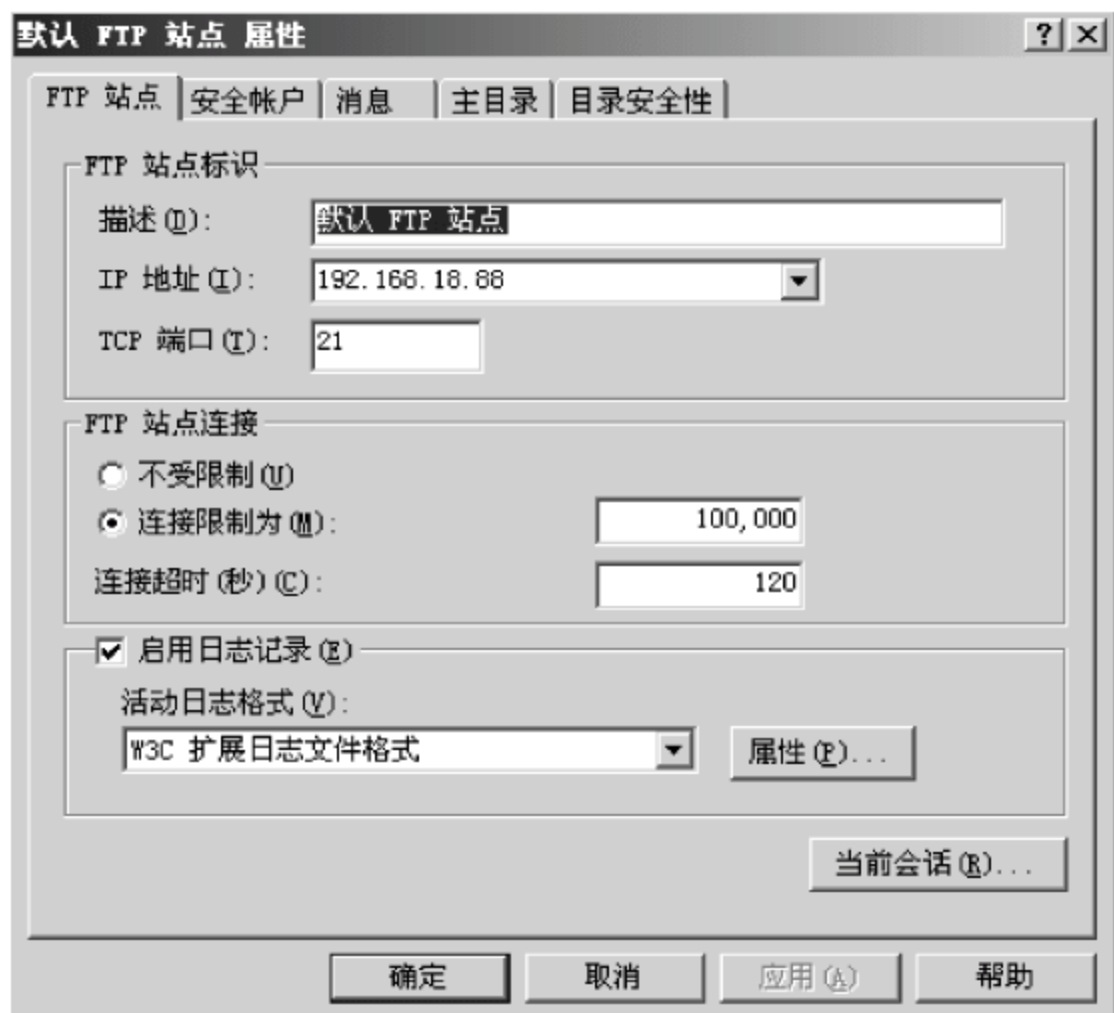 默认 FTP 站点 属性
FTP 站点 安全帐户 消息 主目录 目录安全性
FTP 站点标识
描述(D): 默认 FTP 站点
IP 地址(I): 192.168.18.88
TCP 端口(T): 21
FTP 站点连接
不受限制(U)
连接限制为(M): 100,000
连接超时(秒)(C): 120
启用日志记录(E)
活动日志格式(V):
W3C 扩展日志文件格式 属性(P)...
当前会话(R)...
确定 取消 应用(A) 帮助